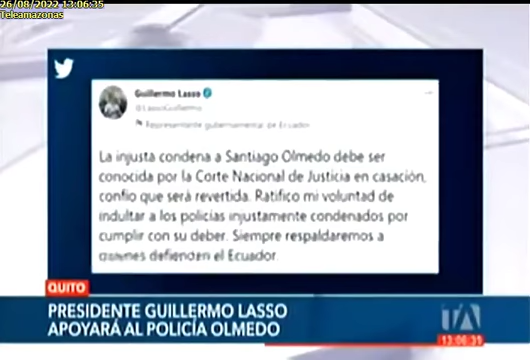 26/08/2022 13:06:35
Teleamazonas
Guillermo Lasso
@LassoGuillermo
Representante gubernamental de Ecuador
La injusta condena a Santiago Olmedo debe ser
conocida por la Corte Nacional de Justicia en casación,
confío que será revertida. Ratifico mi voluntad de
indultar a los policías injustamente condenados por
cumplir con su deber. Siempre respaldaremos a
quienes defienden el Ecuador.
QUITO
PRESIDENTE GUILLERMO LASSO
APOYARÁ AL POLICÍA OLMEDO
TA
13:06:35